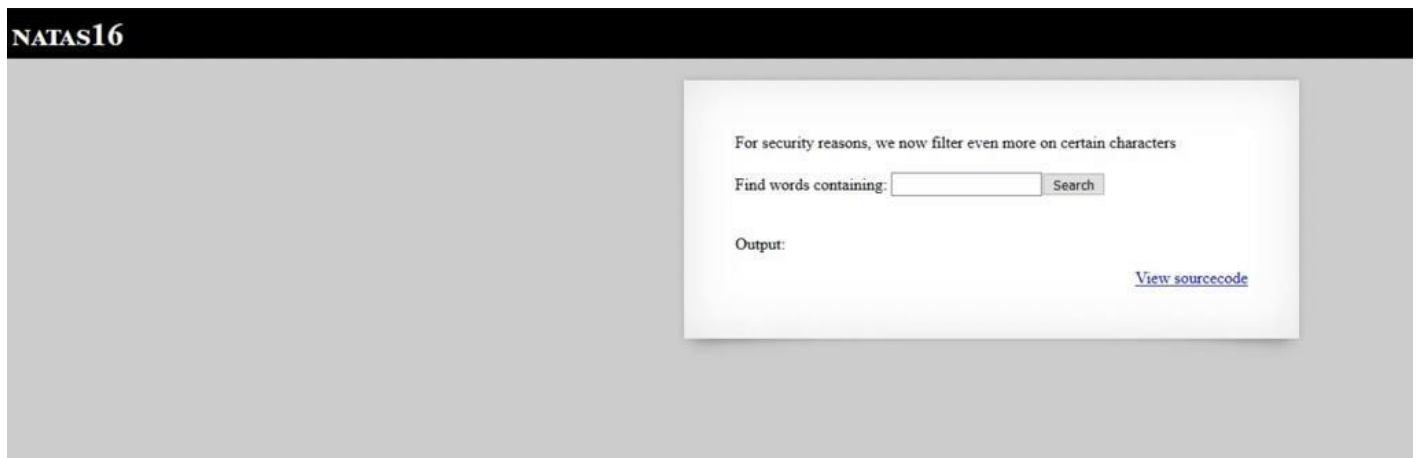 NATAS16
For security reasons, we now filter even more on certain characters
Find words containing: Search
Output:
View sourcecode